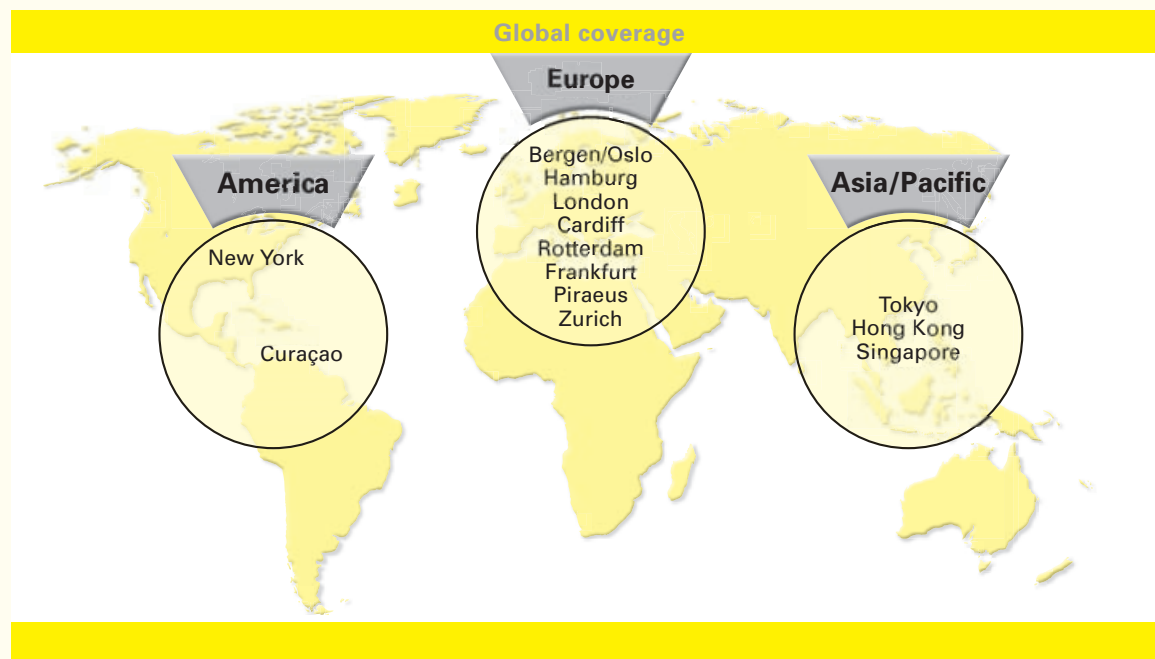 Global coverage
Europe
Bergen/Oslo
Hamburg
London
Cardiff
Rotterdam
Frankfurt
Piraeus
Zurich
America
New York
Curaçao
Asia/Pacific
Tokyo
Hong Kong
Singapore